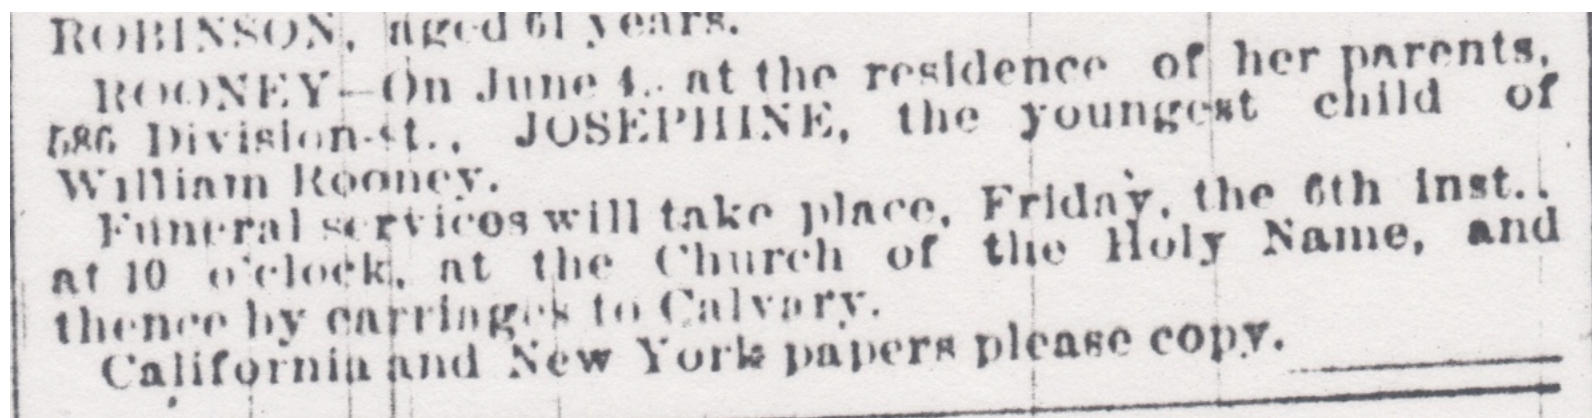 ROBINSON, aged 61 years.
ROONEY—On June 4., at the residence of her parents,
586 Division-st., JOSEPHINE, the youngest child of
William Rooney.
Funeral services will take place, Friday, the 6th inst.,
at 10 o'clock, at the Church of the Holy Name, and
thence by carriages to Calvary.
California and New York papers please copy.